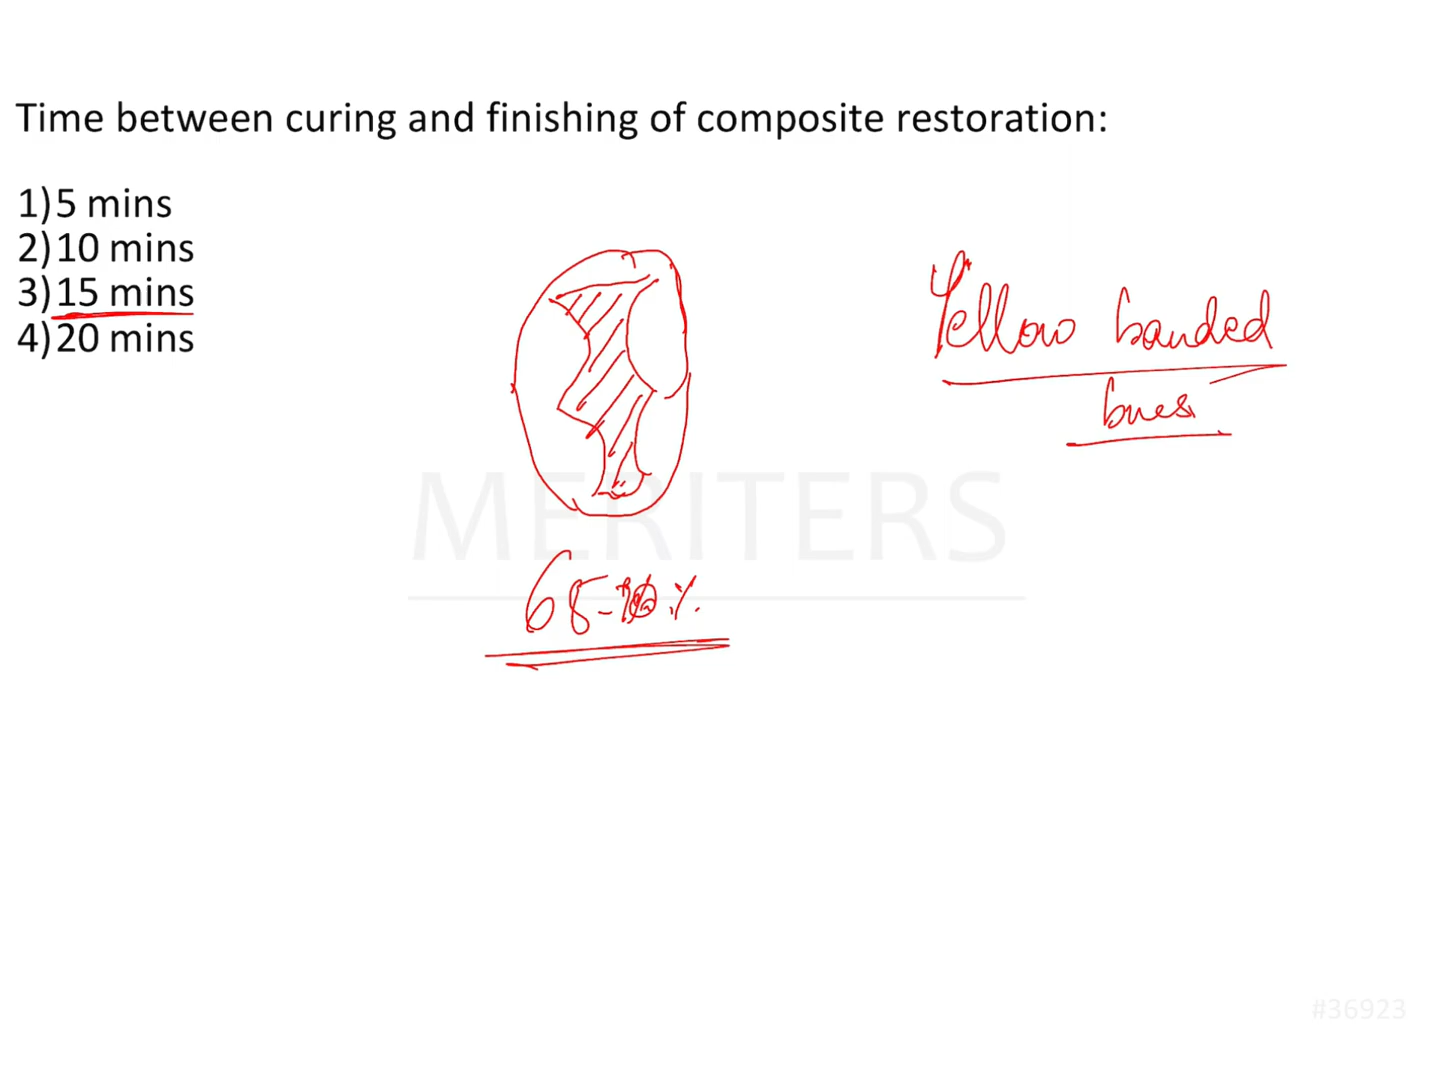 Time between curing and finishing of composite restoration:
1)5 mins
2)10 mins
3)15 mins
4)20 mins
Yellow banded
MERITERS
#36923